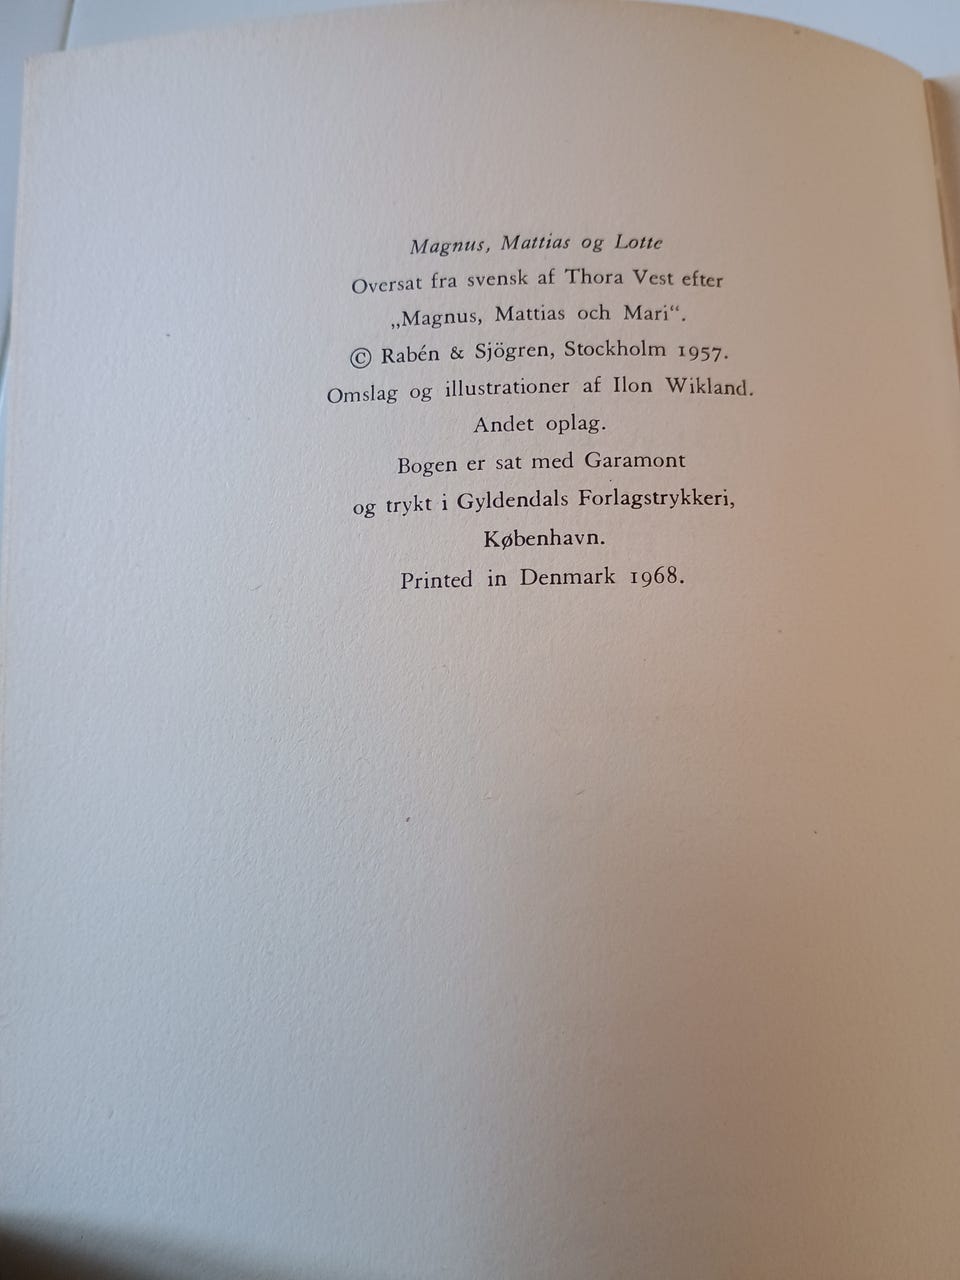 Magnus, Mattias og Lotte
Oversat fra svensk af Thora Vest efter
„Magnus, Mattias och Mari“.
© Rabén & Sjögren, Stockholm 1957.
Omslag og illustrationer af Ilon Wikland.
Andet oplag.
Bogen er sat med Garamont
og trykt i Gyldendals Forlagstrykkeri,
København.
Printed in Denmark 1968.